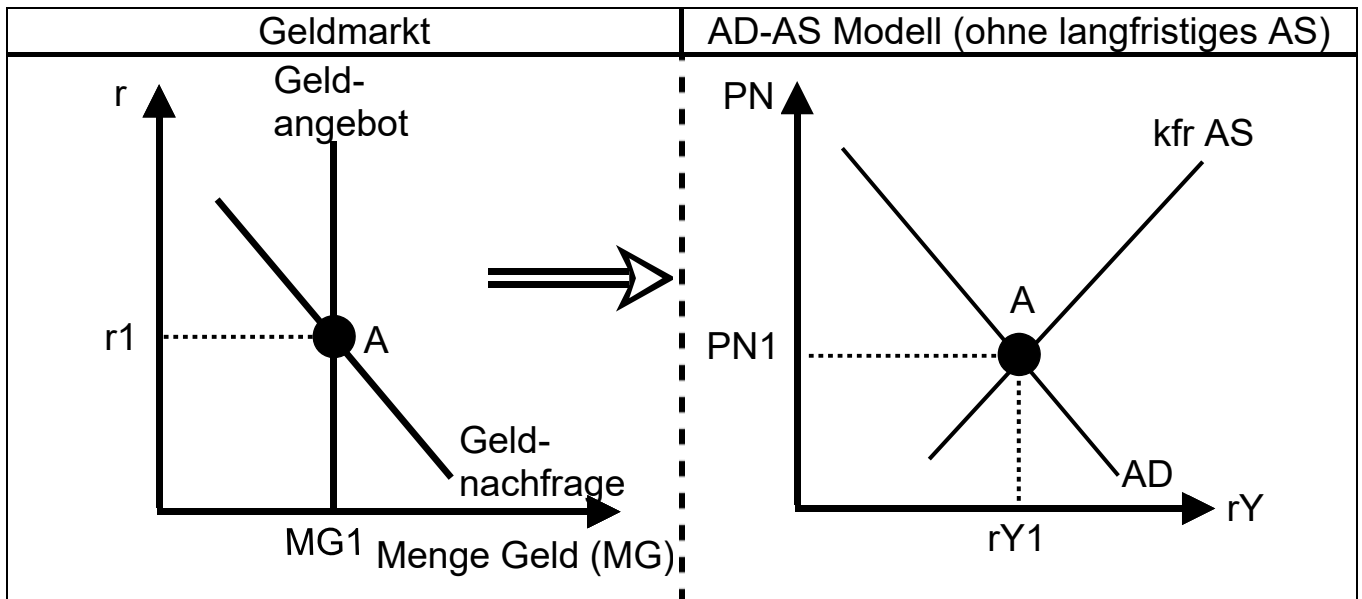 Geldmarkt
AD-AS Modell (ohne langfristiges AS)
r
Geld-
angebot
r1
A
Geld-
nachfrage
MG1
Menge Geld (MG)
PN
kfr AS
A
PN1
AD
rY
rY1